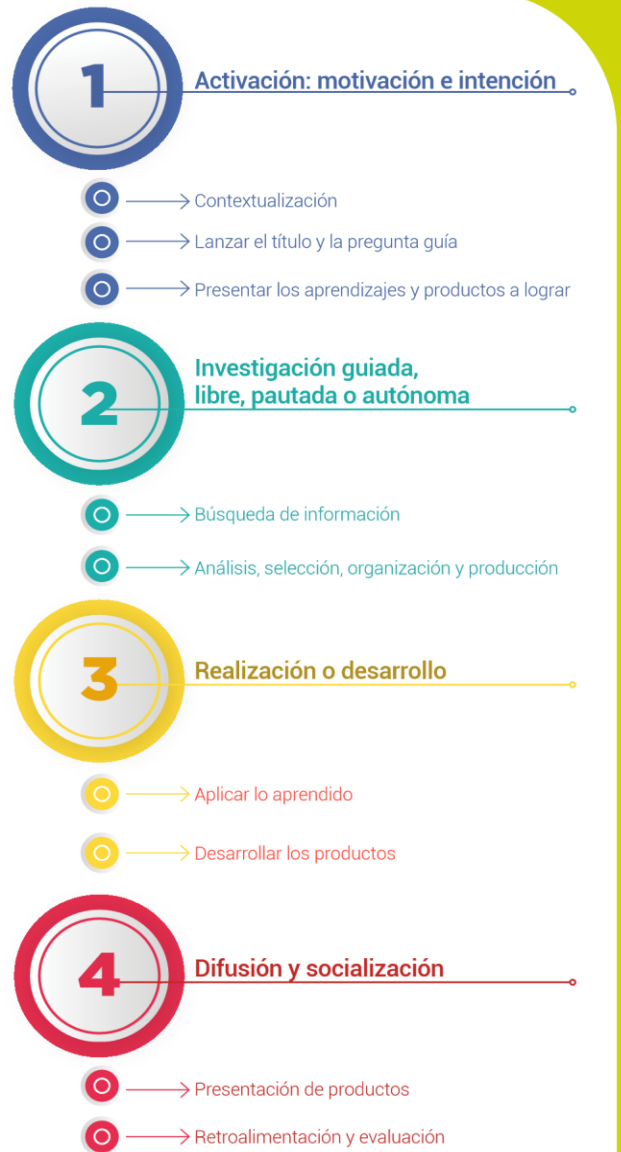 1
Activación: motivación e intención
Contextualización
Lanzar el título y la pregunta guía
Presentar los aprendizajes y productos a lograr
2
Investigación guiada,
libre, pautada o autónoma
Búsqueda de información
Análisis, selección, organización y producción
3
Realización o desarrollo
Aplicar lo aprendido
Desarrollar los productos
4
Difusión y socialización
Presentación de productos
Retroalimentación y evaluación